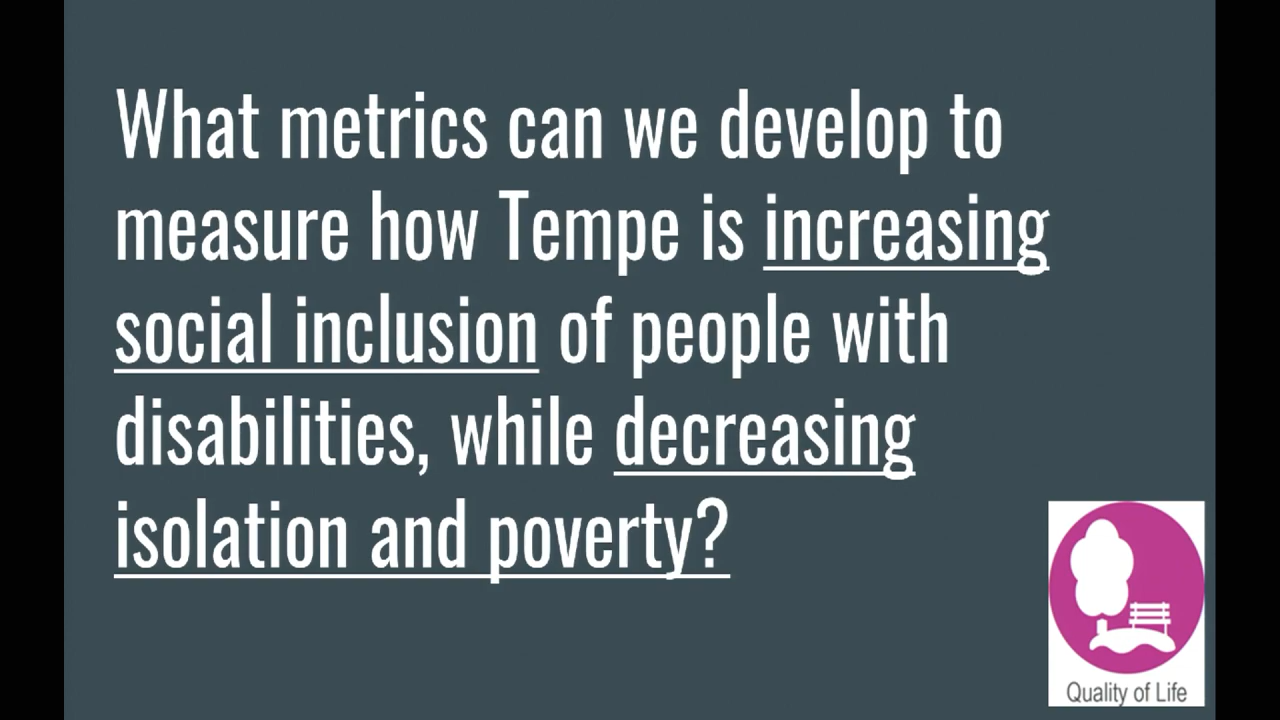 What metrics can we develop to
measure how Tempe is increasing
social inclusion of people with
disabilities, while decreasing
isolation and poverty?
Quality of Life